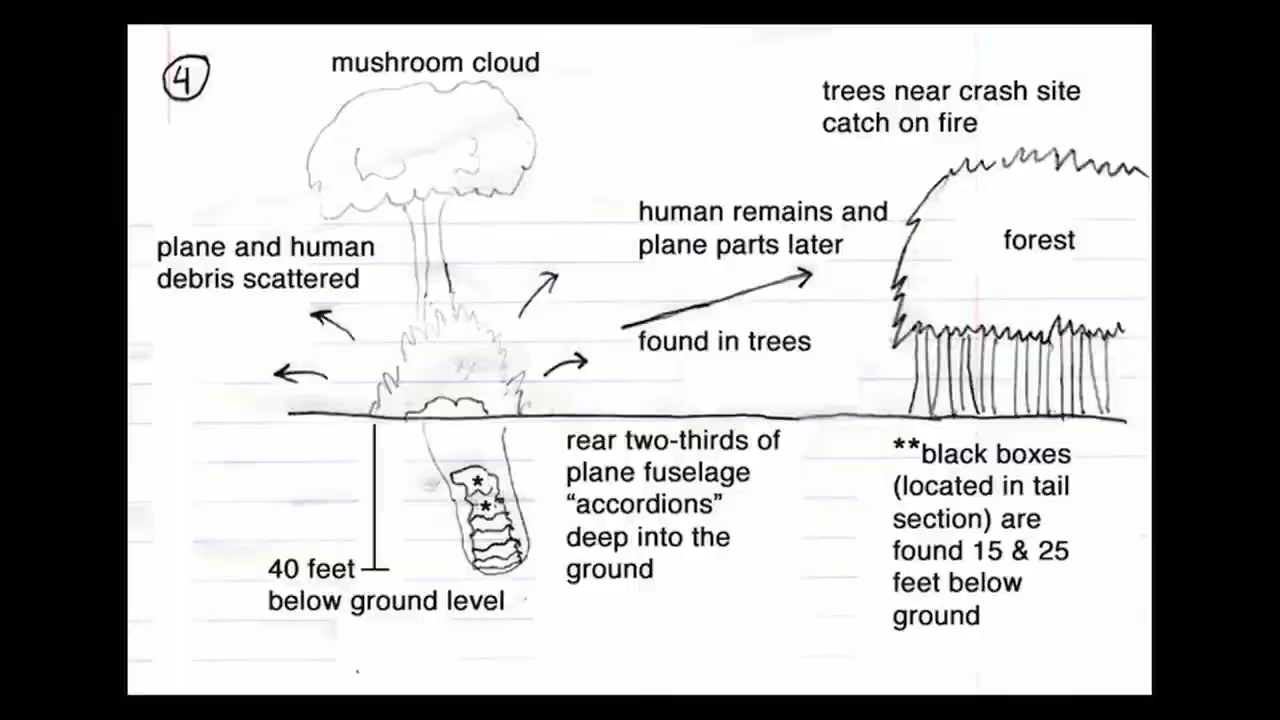 4
mushroom cloud
trees near crash site
catch on fire
human remains and
plane parts later
forest
plane and human
debris scattered
found in trees
rear two-thirds of
plane fuselage
“accordions”
deep into the
ground
**black boxes
(located in tail
section) are
found 15 & 25
feet below
ground
*
*
40 feet
below ground level